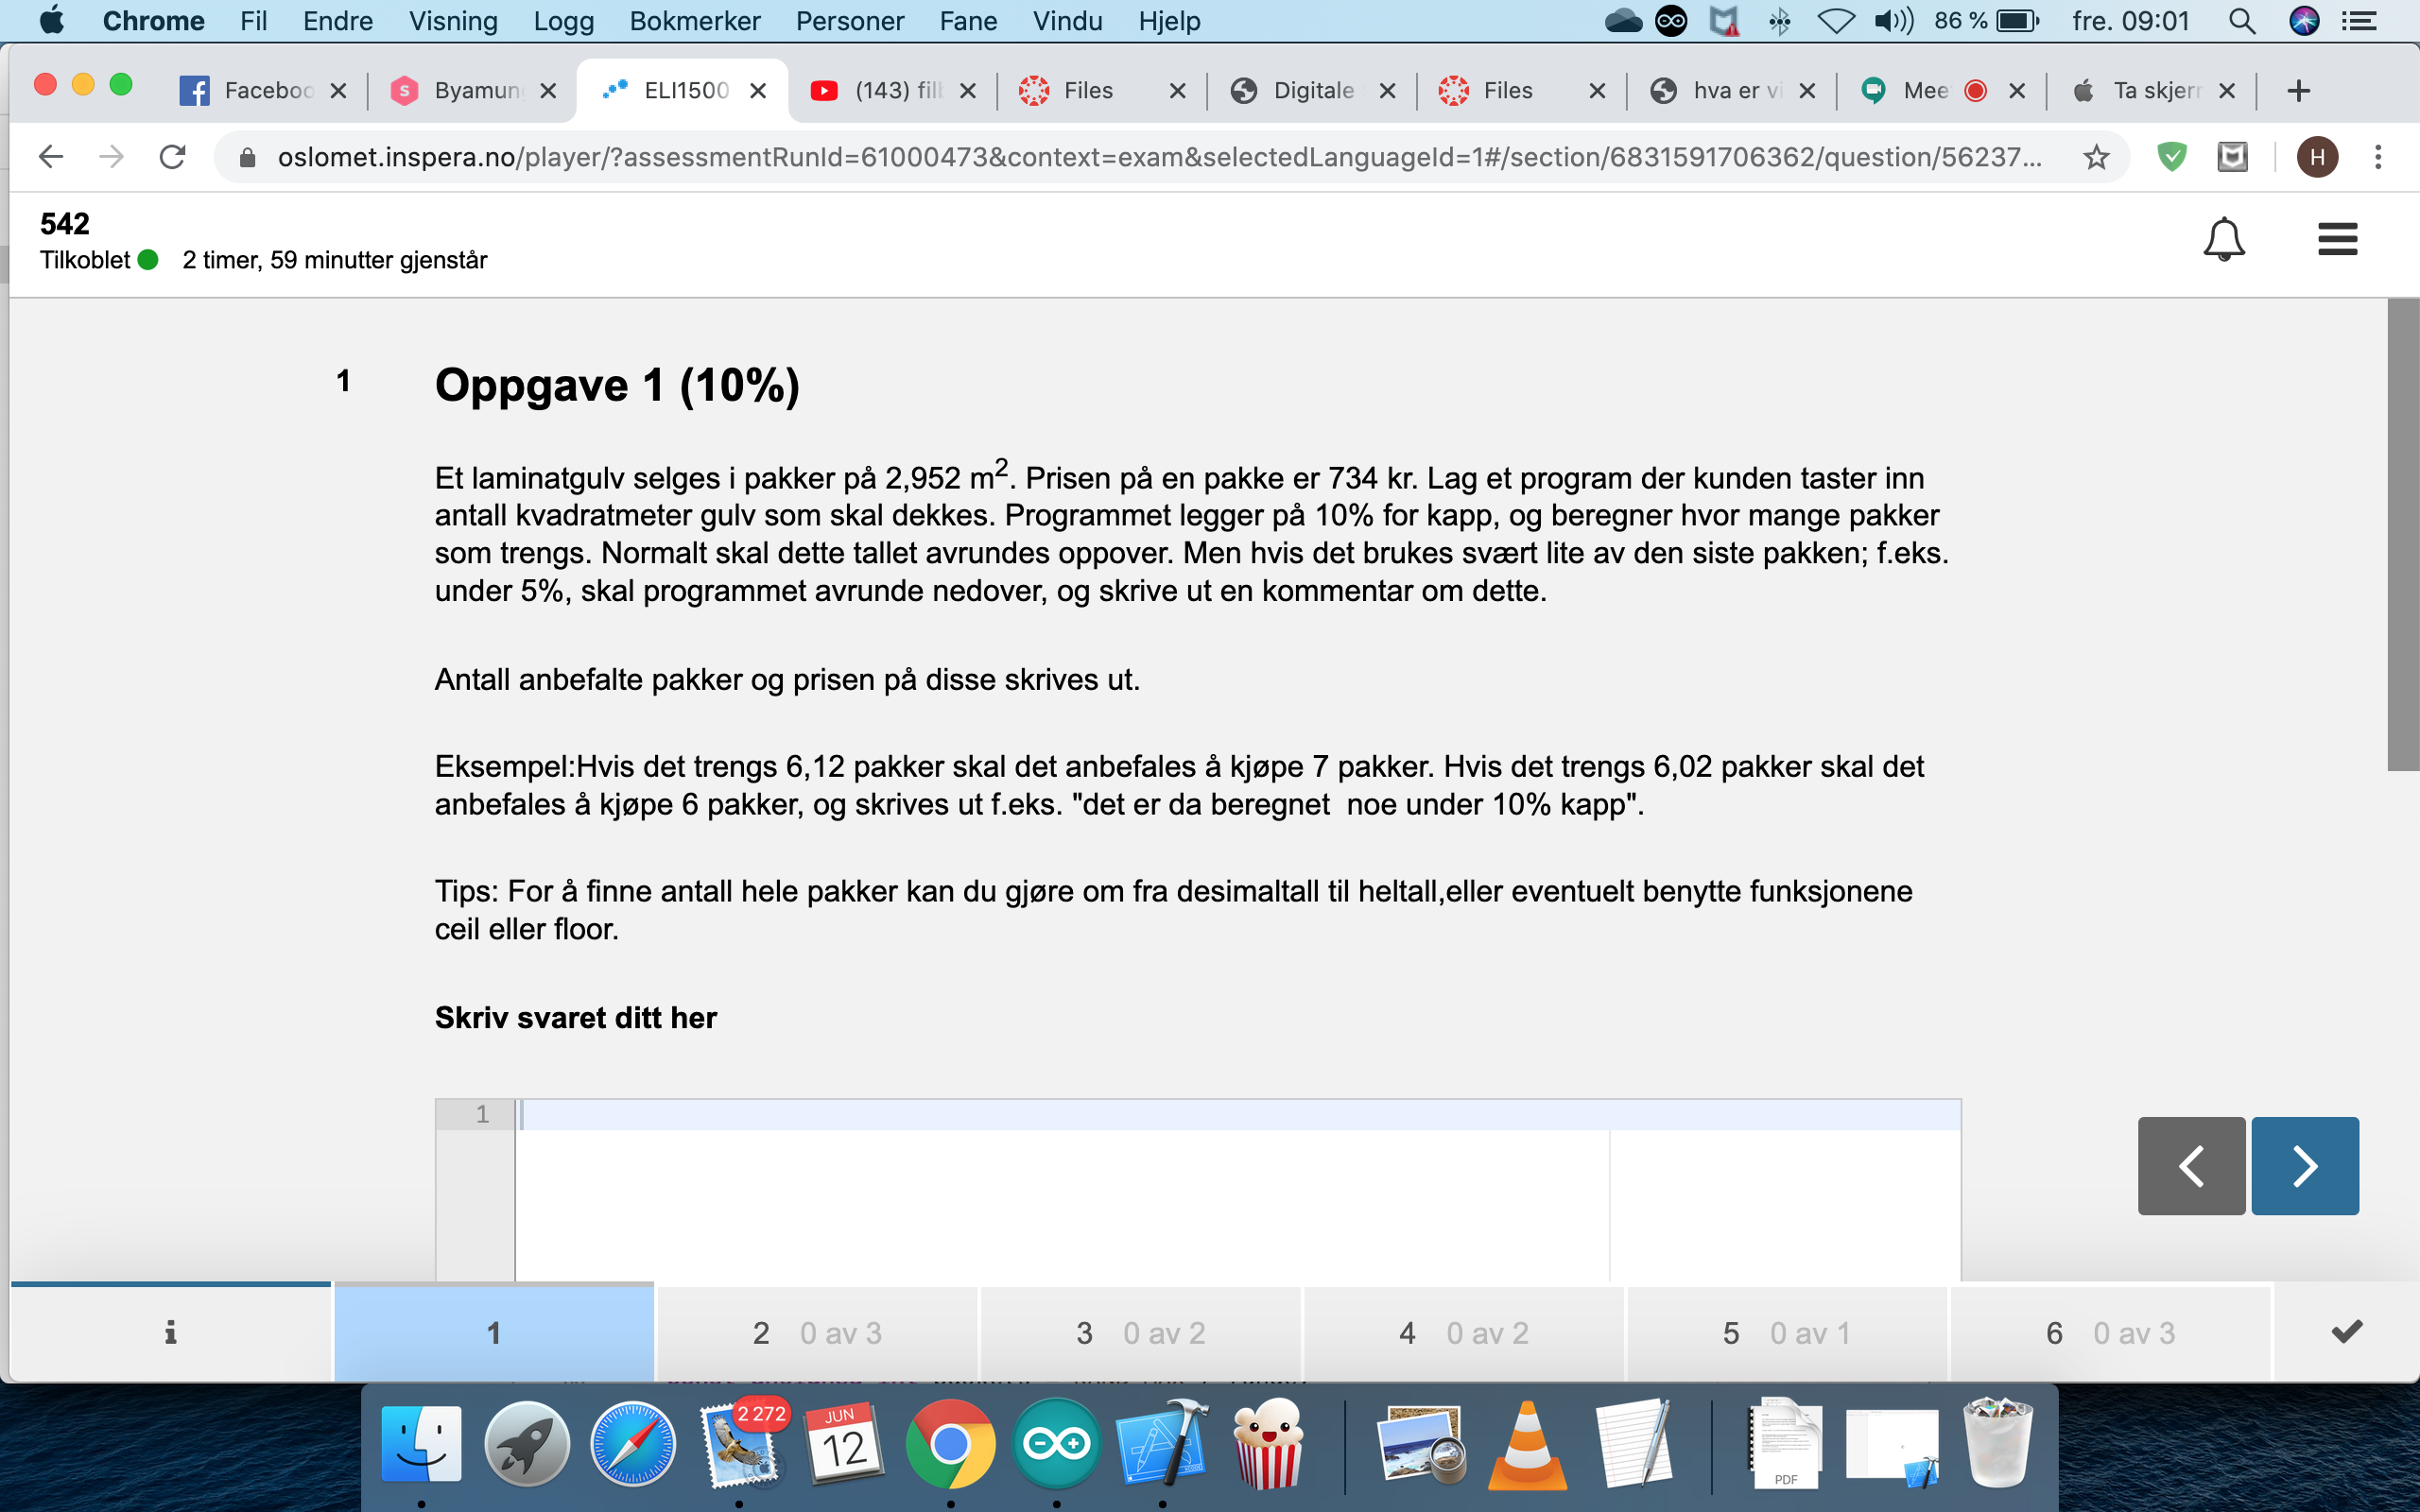 Chrome Fil Endre Visning Logg Bokmerker Personer Fane Vindu Hjelp 86 % fre. 09:01
Faceboo Byamun ELI1500 (143) fil Files Digitale Files hva er vi Mee Ta skjer
oslomet.inspera.no/player/?assessmentRunId=61000473&context=exam&selectedLanguageId=1#/section/6831591706362/question/56237... H
542
Tilkoblet 2 timer, 59 minutter gjenstår
1 Oppgave 1 (10%)
Et laminatgulv selges i pakker på 2,952 m2. Prisen på en pakke er 734 kr. Lag et program der kunden taster inn
antall kvadratmeter gulv som skal dekkes. Programmet legger på 10% for kapp, og beregner hvor mange pakker
som trengs. Normalt skal dette tallet avrundes oppover. Men hvis det brukes svært lite av den siste pakken; f.eks.
under 5%, skal programmet avrunde nedover, og skrive ut en kommentar om dette.
Antall anbefalte pakker og prisen på disse skrives ut.
Eksempel:Hvis det trengs 6,12 pakker skal det anbefales å kjøpe 7 pakker. Hvis det trengs 6,02 pakker skal det
anbefales å kjøpe 6 pakker, og skrives ut f.eks. "det er da beregnet  noe under 10% kapp".
Tips: For å finne antall hele pakker kan du gjøre om fra desimaltall til heltall,eller eventuelt benytte funksjonene
ceil eller floor.
Skriv svaret ditt her
1
i 1 2 0 av 3 3 0 av 2 4 0 av 2 5 0 av 1 6 0 av 3
2 272 JUN
12
PDF